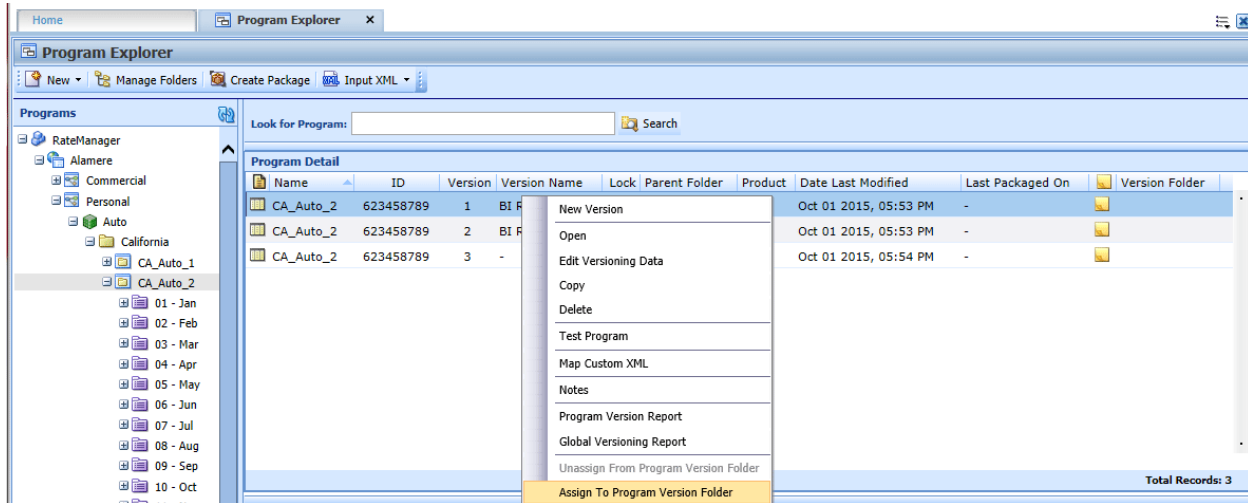 Home Program Explorer x
Program Explorer
New Manage Folders Create Package Input XML
Programs
Look for Program: Search
RateManager
Alamere
Commercial
Personal
Auto
California
CA_Auto_1
CA_Auto_2
01 - Jan
02 - Feb
03 - Mar
04 - Apr
05 - May
06 - Jun
07 - Jul
08 - Aug
09 - Sep
10 - Oct
Program Detail
Name ID Version Version Name Lock Parent Folder Product Date Last Modified Last Packaged On Version Folder
CA_Auto_2 623458789 1 BI R Oct 01 2015, 05:53 PM -
CA_Auto_2 623458789 2 BI R Oct 01 2015, 05:53 PM -
CA_Auto_2 623458789 3 - Oct 01 2015, 05:54 PM -
New Version
Open
Edit Versioning Data
Copy
Delete
Test Program
Map Custom XML
Notes
Program Version Report
Global Versioning Report
Unassign From Program Version Folder
Assign To Program Version Folder
Total Records: 3